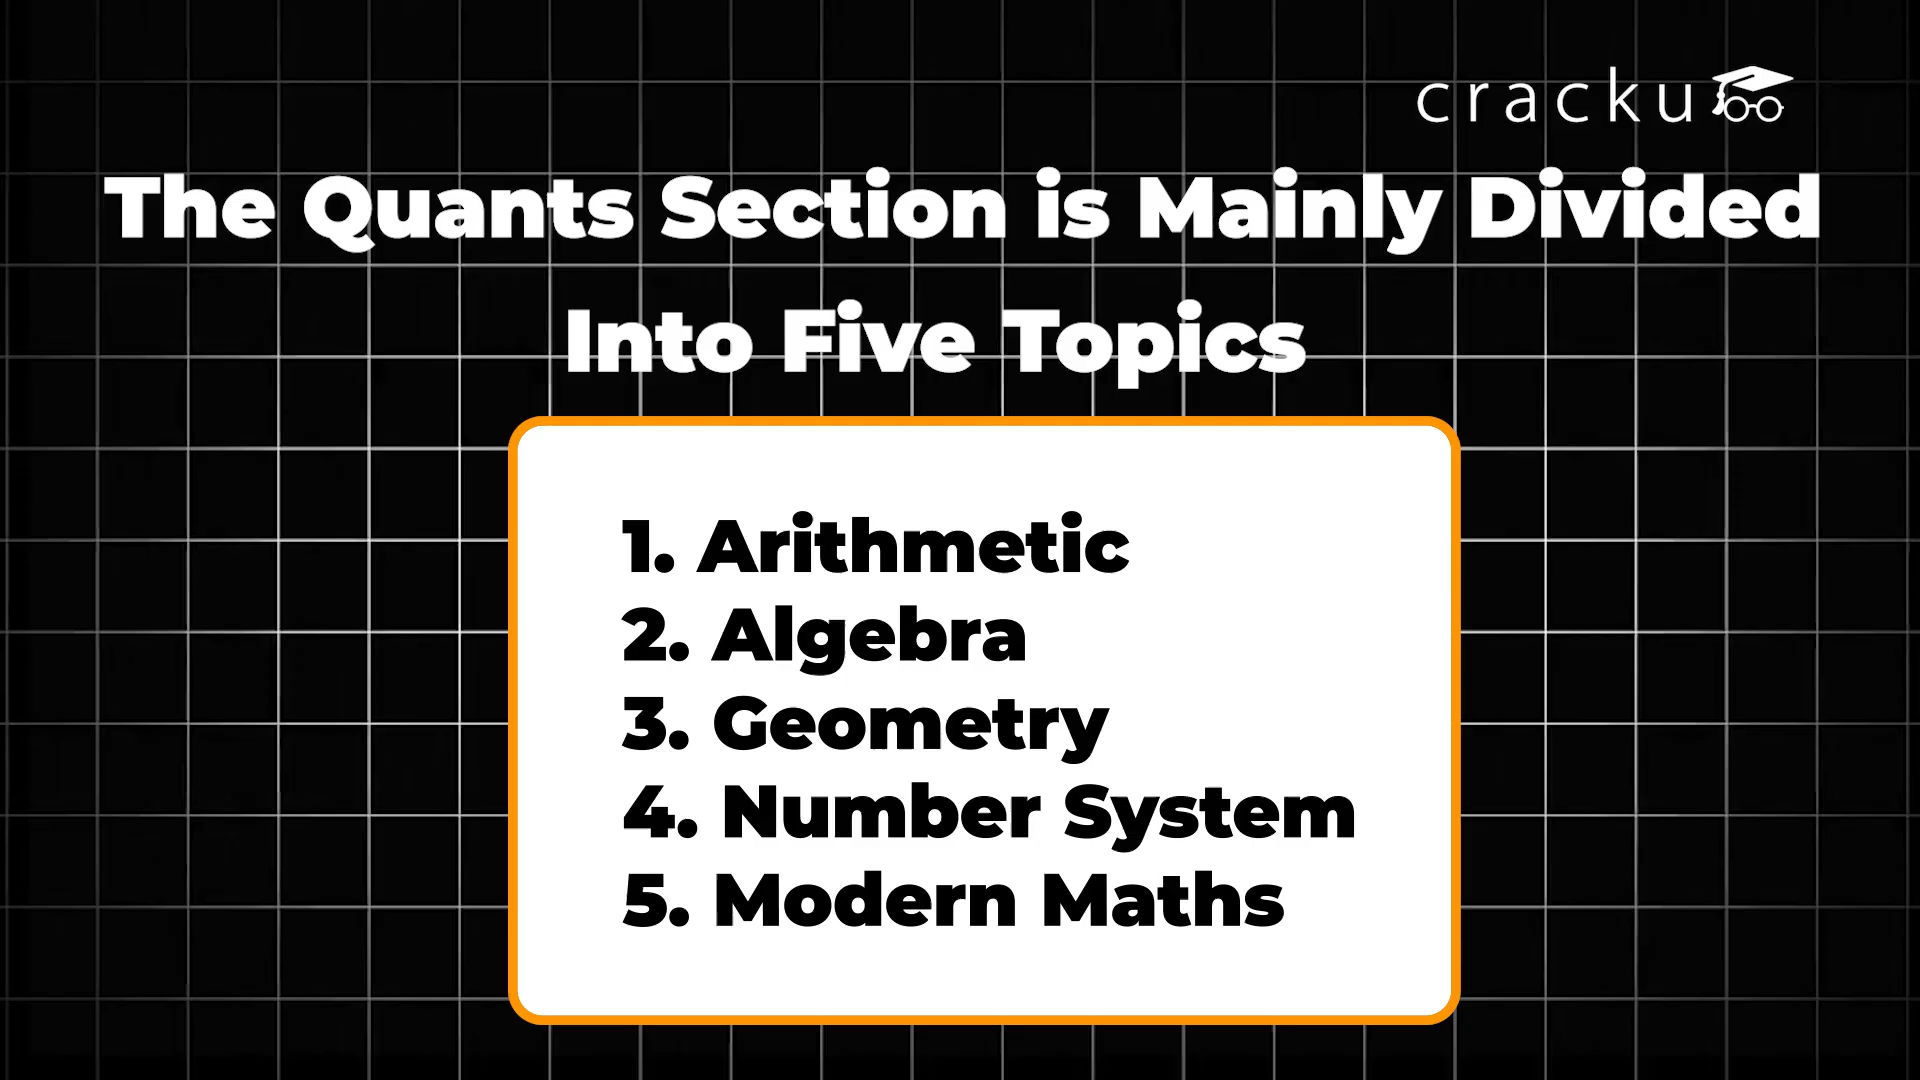 cracku
The Quants Section is Mainly Divided
Into Five Topics
1. Arithmetic
2. Algebra
3. Geometry
4. Number System
5. Modern Maths